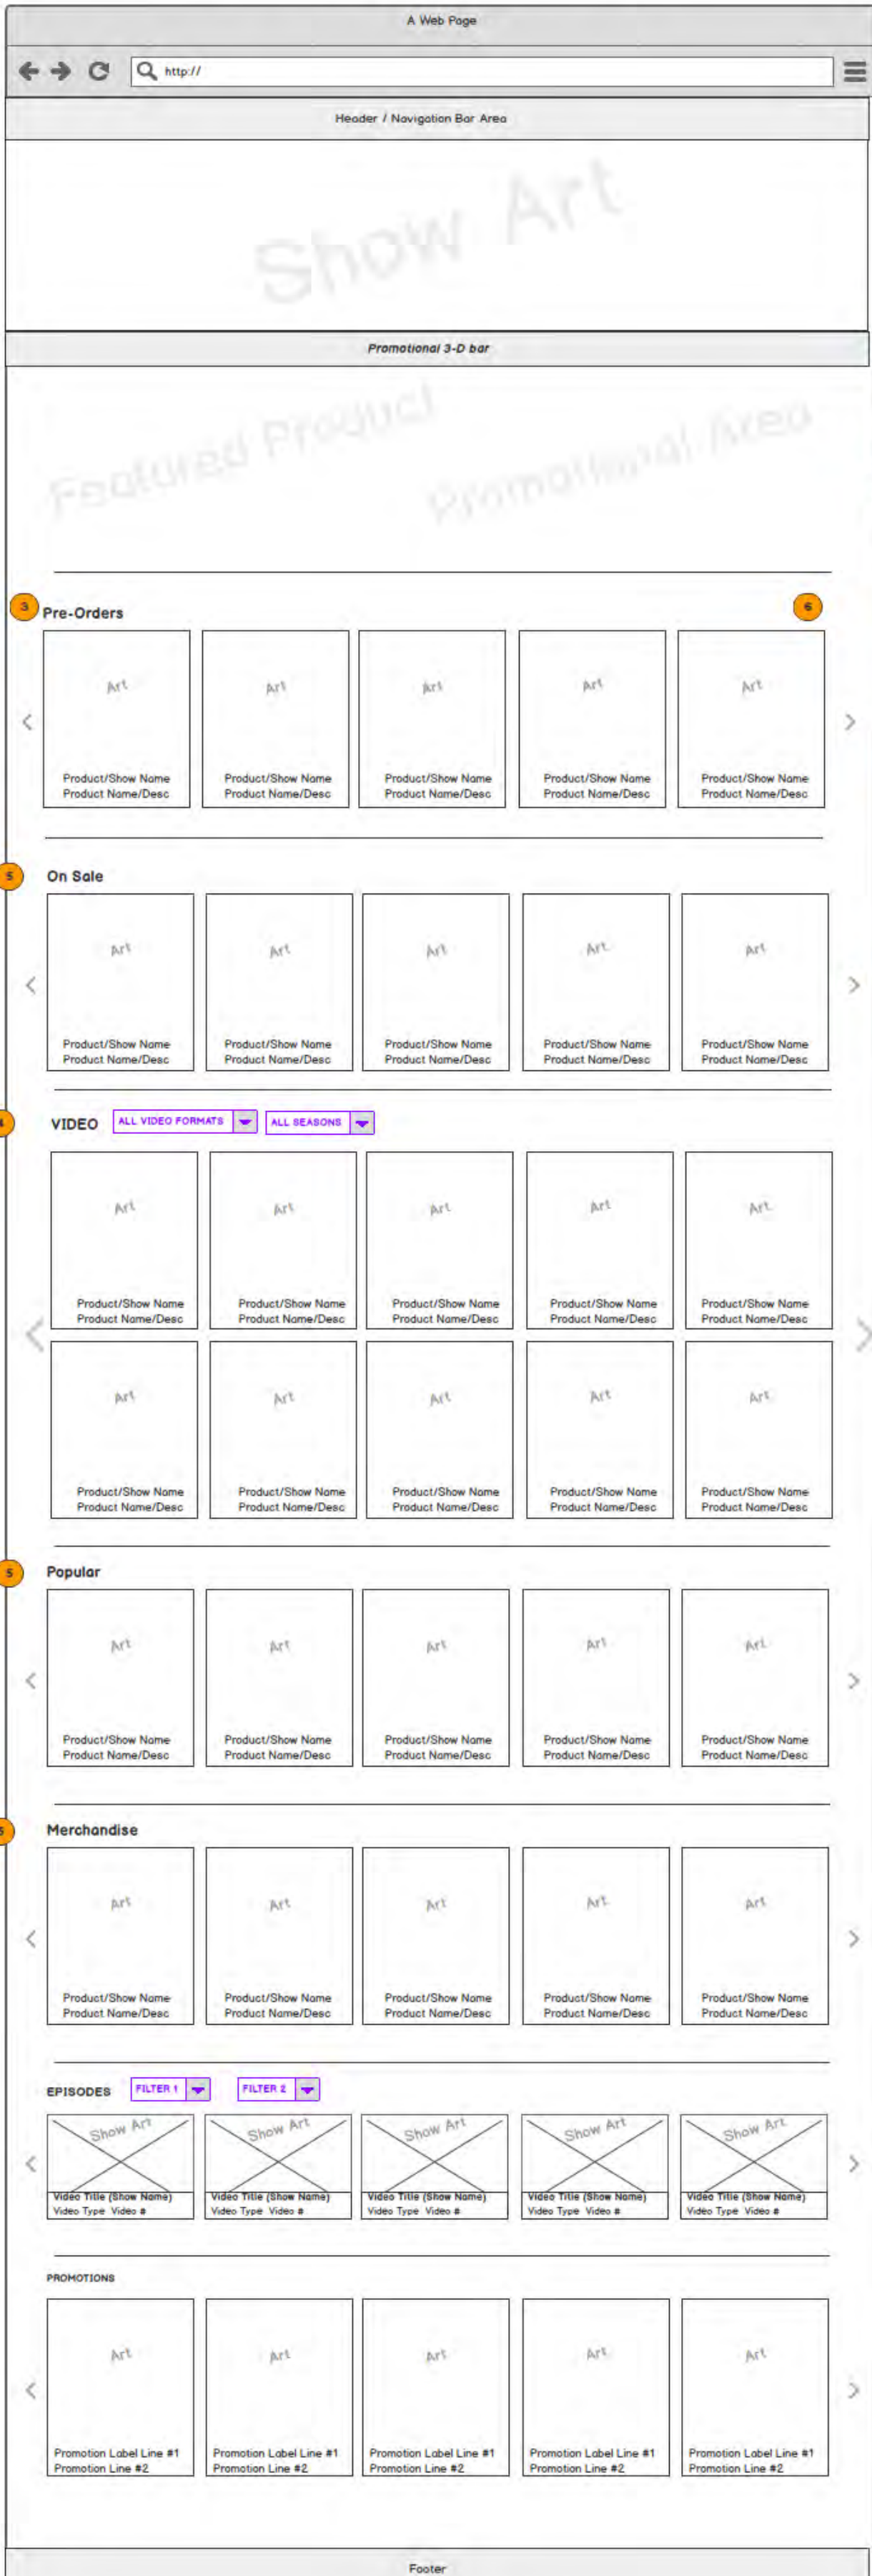 A Web Page
http://
Header / Navigation Bar Area
Show Art
Promotional 3-D bar
Featured Product
Promotional Area
3
6
Pre-Orders
Art Art Art Art Art
Product/Show Name Product/Show Name Product/Show Name Product/Show Name Product/Show Name
Product Name/Desc Product Name/Desc Product Name/Desc Product Name/Desc Product Name/Desc
5
On Sale
Art Art Art Art Art
Product/Show Name Product/Show Name Product/Show Name Product/Show Name Product/Show Name
Product Name/Desc Product Name/Desc Product Name/Desc Product Name/Desc Product Name/Desc
4
VIDEO ALL VIDEO FORMATS ALL SEASONS
Art Art Art Art Art
Product/Show Name Product/Show Name Product/Show Name Product/Show Name Product/Show Name
Product Name/Desc Product Name/Desc Product Name/Desc Product Name/Desc Product Name/Desc
Art Art Art Art Art
Product/Show Name Product/Show Name Product/Show Name Product/Show Name Product/Show Name
Product Name/Desc Product Name/Desc Product Name/Desc Product Name/Desc Product Name/Desc
5
Popular
Art Art Art Art Art
Product/Show Name Product/Show Name Product/Show Name Product/Show Name Product/Show Name
Product Name/Desc Product Name/Desc Product Name/Desc Product Name/Desc Product Name/Desc
5
Merchandise
Art Art Art Art Art
Product/Show Name Product/Show Name Product/Show Name Product/Show Name Product/Show Name
Product Name/Desc Product Name/Desc Product Name/Desc Product Name/Desc Product Name/Desc
EPISODES FILTER 1 FILTER 2
Show Art Show Art Show Art Show Art Show Art
Video Title (Show Name) Video Title (Show Name) Video Title (Show Name) Video Title (Show Name) Video Title (Show Name)
Video Type Video # Video Type Video # Video Type Video # Video Type Video # Video Type Video #
PROMOTIONS
Art Art Art Art Art
Promotion Label Line #1 Promotion Label Line #1 Promotion Label Line #1 Promotion Label Line #1 Promotion Label Line #1
Promotion Line #2 Promotion Line #2 Promotion Line #2 Promotion Line #2 Promotion Line #2
Footer